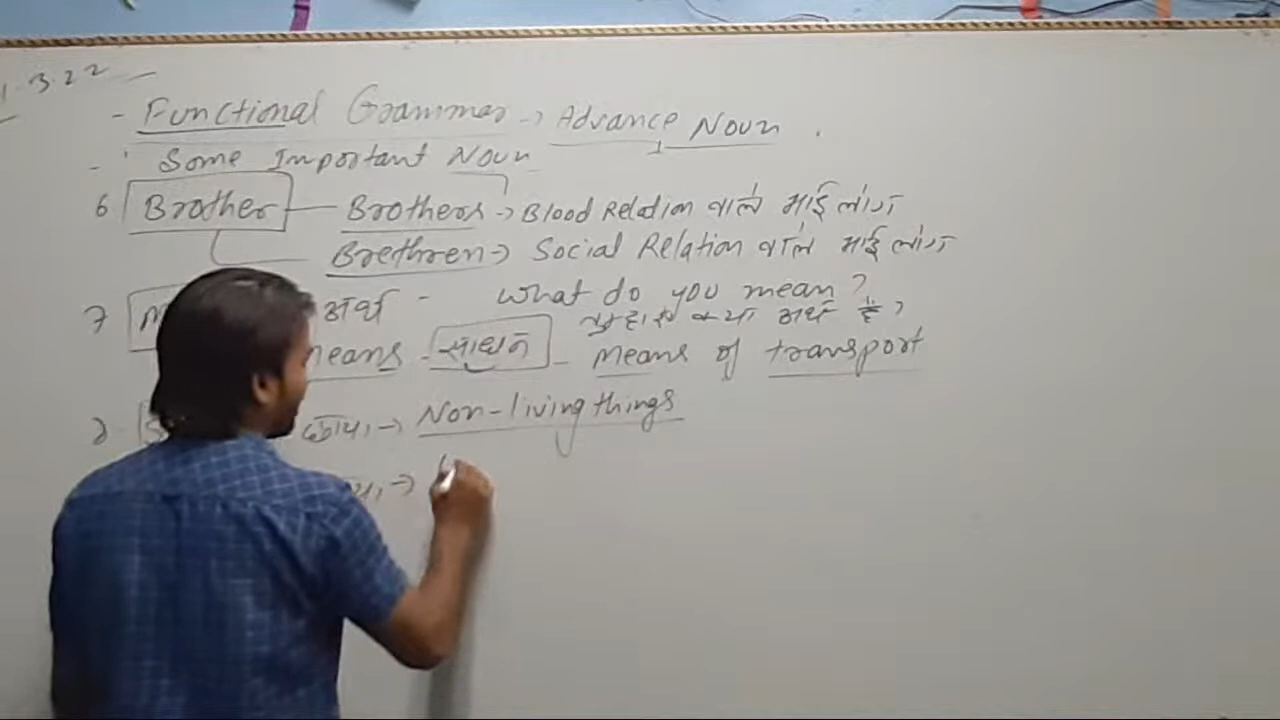 1.3.22 -
- Functional Grammar -> Advance Noun .
- Some Important Noun
6 Brother - Brothers -> Blood Relation वाले भाई लोग
Brethren -> Social Relation वाले भाई लोग
7 अर्थ - What do you mean ?
तुम्हारा क्या अर्थ है ?
means - साधन - means of transport
छाया -> Non-living things